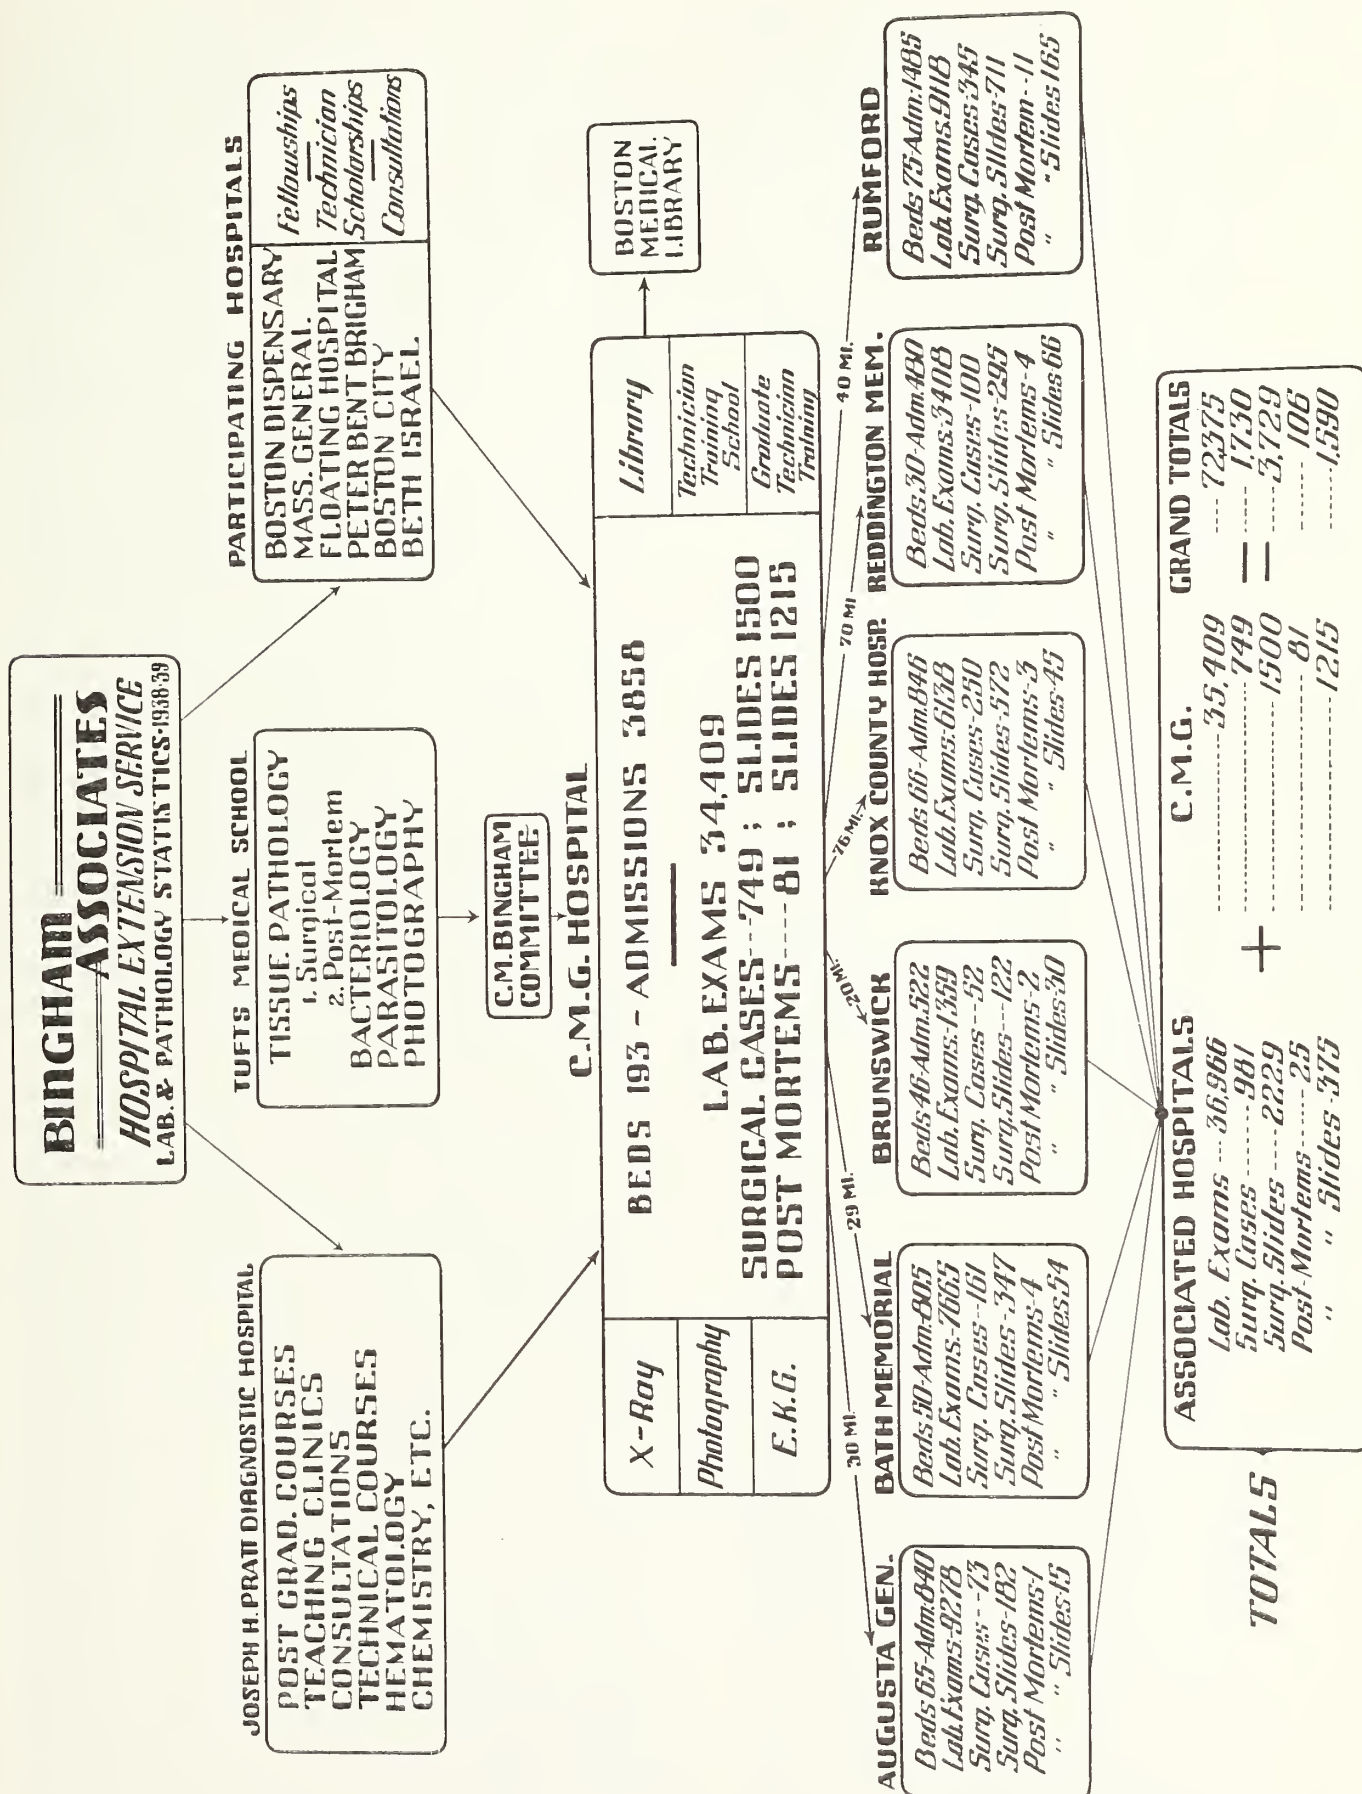 BINGHAM
ASSOCIATES
HOSPITAL EXTENSION SERVICE
LAB. & PATHOLOGY STATISTICS-1938-39
JOSEPH H. PRATT DIAGNOSTIC HOSPITAL
POST GRAD. COURSES
TEACHING CLINICS
CONSULTATIONS
TECHNICAL COURSES
HEMATOLOGY
CHEMISTRY, ETC.
TUFTS MEDICAL SCHOOL
TISSUE PATHOLOGY
1. Surgical
2. Post-Mortem
BACTERIOLOGY
PARASITOLOGY
PHOTOGRAPHY
PARTICIPATING HOSPITALS
BOSTON DISPENSARY
MASS. GENERAL.
FLOATING HOSPITAL
PETER BENT BRIGHAM
BOSTON CITY
BETH ISRAEL
Fellowships
Technician
Scholarships
Consultations
C.M. BINGHAM
COMMITTEE
C.M.G. HOSPITAL
X-Ray
Photography
E.K.G.
BEDS 193 - ADMISSIONS 3858
LAB. EXAMS 34,409
SURGICAL CASES---749 ; SLIDES 1500
POST MORTEMS----81 ; SLIDES 1215
Library
Technician
Training
School
Graduate
Technician
Training
BOSTON
MEDICAL
LIBRARY
30 MI.
29 MI.
20 MI.
76 MI.
70 MI
40 MI.
AUGUSTA GEN.
Beds 65-Adm.-840
Lab. Exams-9278
Surg. Cases---73
Surg. Slides-182
Post Mortems-1
" " Slides-15
BATH MEMORIAL
Beds 50-Adm.-805
Lab. Exams.-7665
Surg. Cases--161
Surg. Slides-347
Post Mortems-4
" " Slides 54
BRUNSWICK
Beds 46-Adm. 522
Lab. Exams.-1359
Surg. Cases---52
Surg. Slides---122
Post Mortems-2
" " Slides-30
KNOX COUNTY HOSP.
Beds 66-Adm. 846
Lab. Exams-6138
Surg. Cases-250
Surg. Slides-572
Post Mortems-3
" " Slides-45
REDDINGTON MEM.
Beds 30-Adm. 480
Lab. Exams.-3408
Surg. Cases-100
Surg. Slides-295
Post Mortems-4
" " Slides-66
RUMFORD
Beds 75-Adm.-1485
Lab. Exams.-9118
Surg. Cases-345
Surg. Slides-711
Post Mortem--11
" " Slides 165
TOTALS
ASSOCIATED HOSPITALS
Lab. Exams --- 36,966
Surg. Cases ------981
Surg. Slides----2229
Post-Mortems-----25
" " Slides-375
+
C.M.G.
35,409
749
1500
81
1215
=
GRAND TOTALS
72,375
1,730
3,729
106
1,590